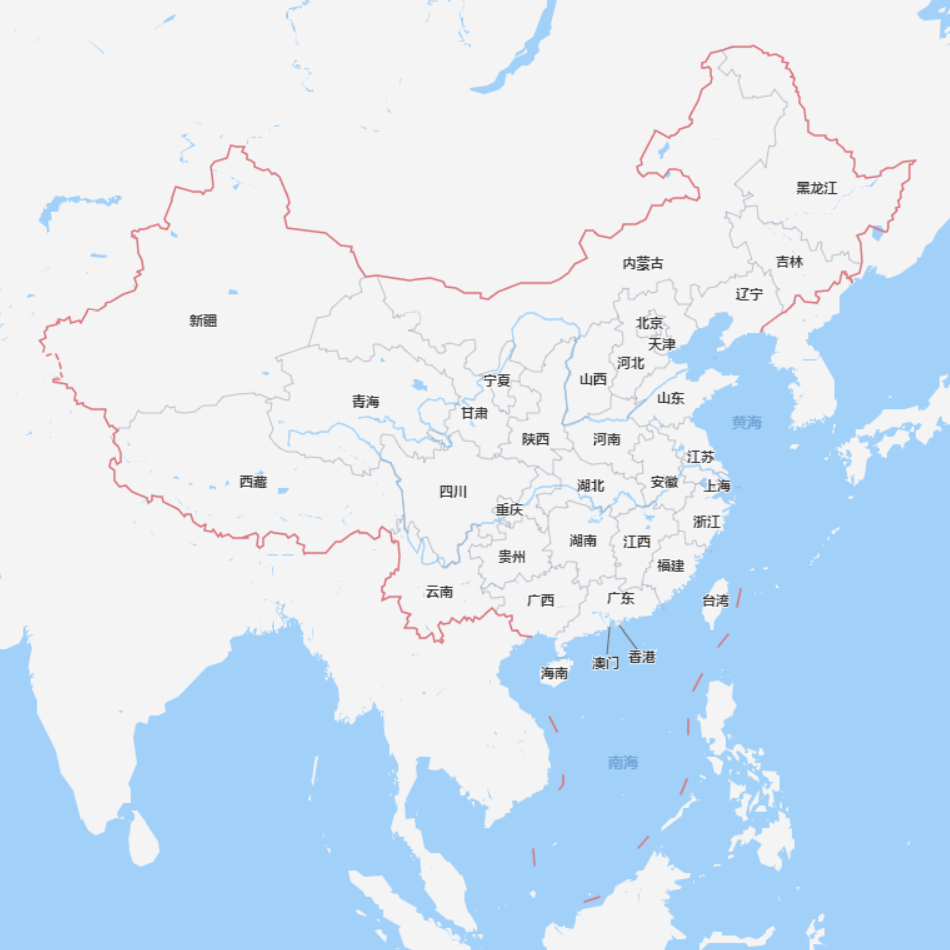 黑龙江
吉林
内蒙古
辽宁
新疆
北京
天津
河北
山西
宁夏
山东
青海
甘肃
黄海
陕西
河南
江苏
西藏
安徽
上海
四川
湖北
重庆
浙江
湖南
江西
贵州
福建
云南
广西
广东
台湾
香港
澳门
海南
南海